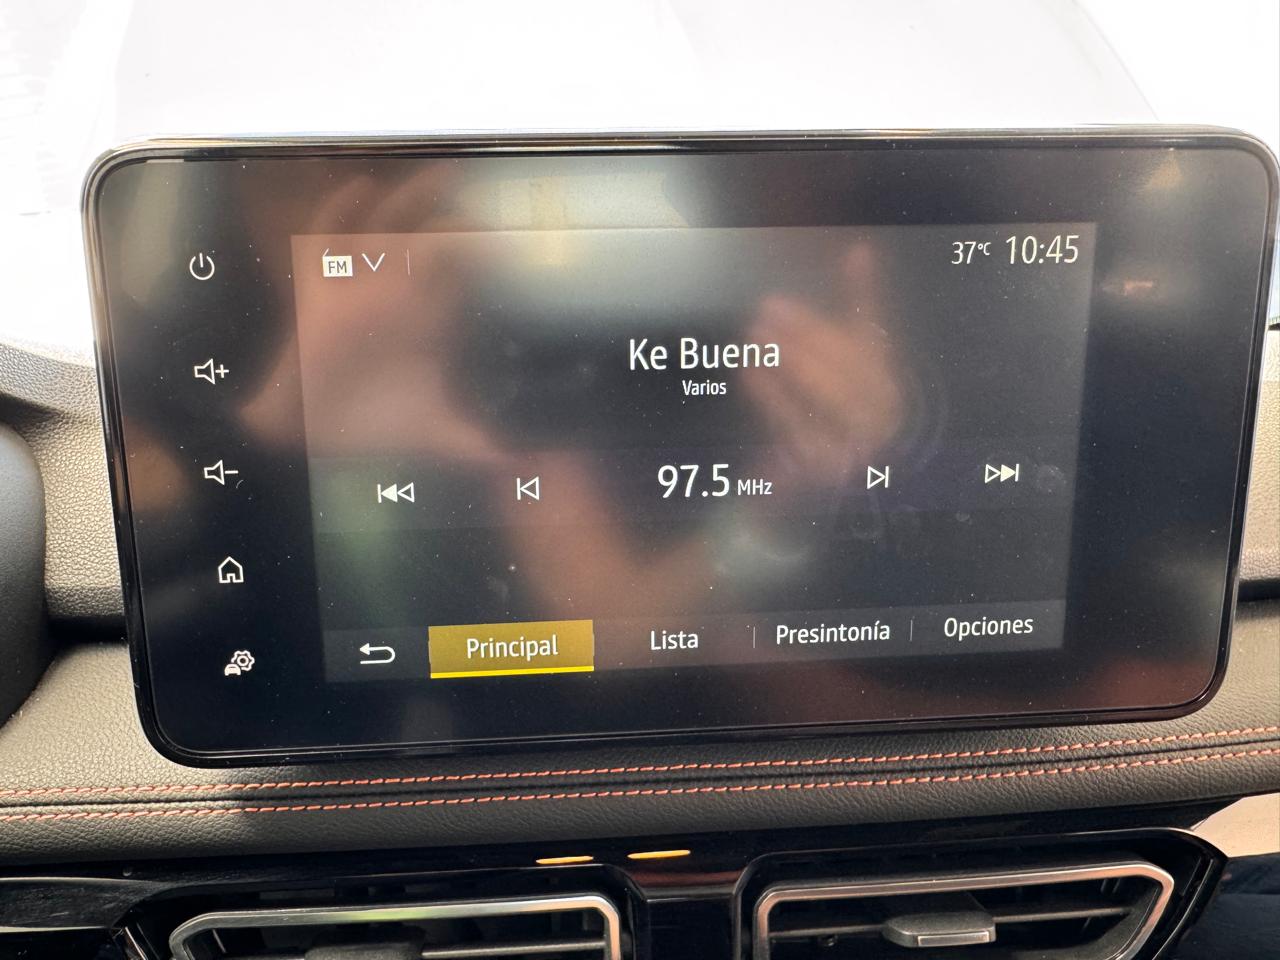 FM
37°C 10:45
Ke Buena
Varios
97.5 MHz
Principal
Lista
Presintonía
Opciones